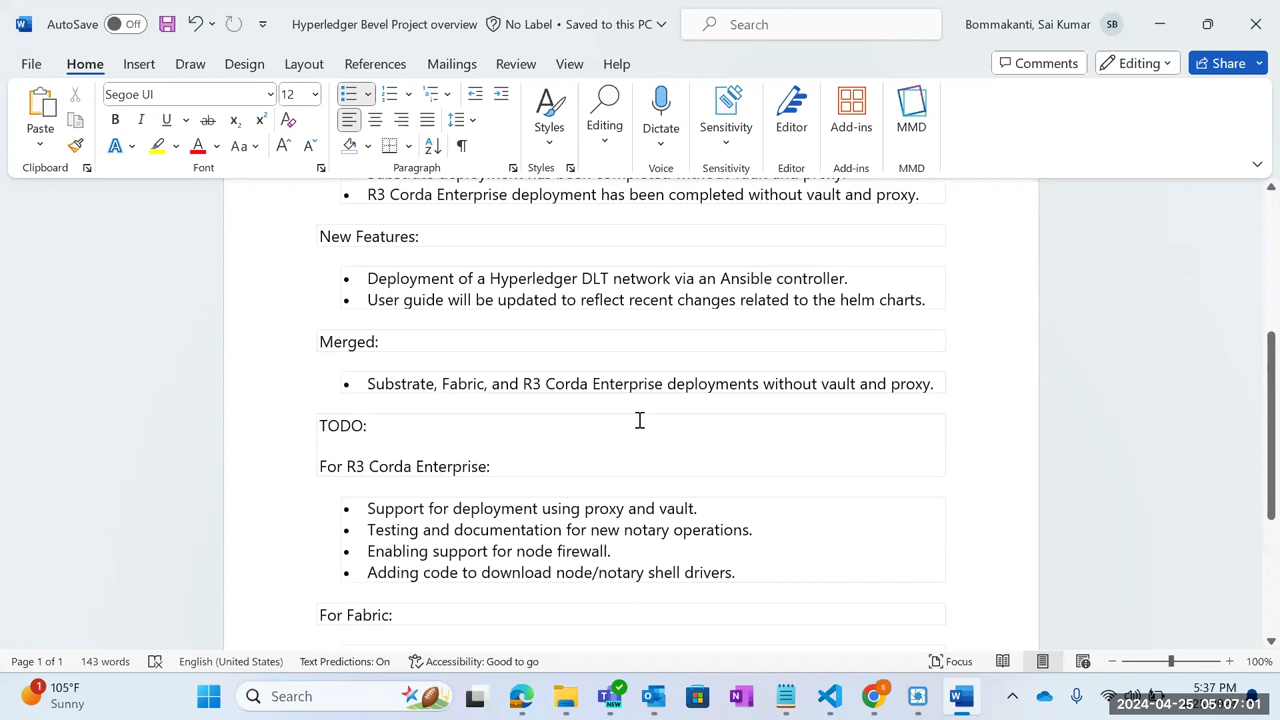 AutoSave Off Hyperledger Bevel Project overview No Label • Saved to this PC Search Bommakanti, Sai Kumar SB
File Home Insert Draw Design Layout References Mailings Review View Help Comments Editing Share
Segoe UI 12
Paste Styles Editing Dictate Sensitivity Editor Add-ins MMD
Clipboard Font Paragraph Styles Voice Sensitivity Editor Add-ins MMD
• R3 Corda Enterprise deployment has been completed without vault and proxy.
New Features:
• Deployment of a Hyperledger DLT network via an Ansible controller.
• User guide will be updated to reflect recent changes related to the helm charts.
Merged:
• Substrate, Fabric, and R3 Corda Enterprise deployments without vault and proxy.
TODO:
For R3 Corda Enterprise:
• Support for deployment using proxy and vault.
• Testing and documentation for new notary operations.
• Enabling support for node firewall.
• Adding code to download node/notary shell drivers.
For Fabric:
Page 1 of 1 143 words English (United States) Text Predictions: On Accessibility: Good to go Focus 100%
105°F
Sunny
Search
5:37 PM
2024-04-25 05:07:01